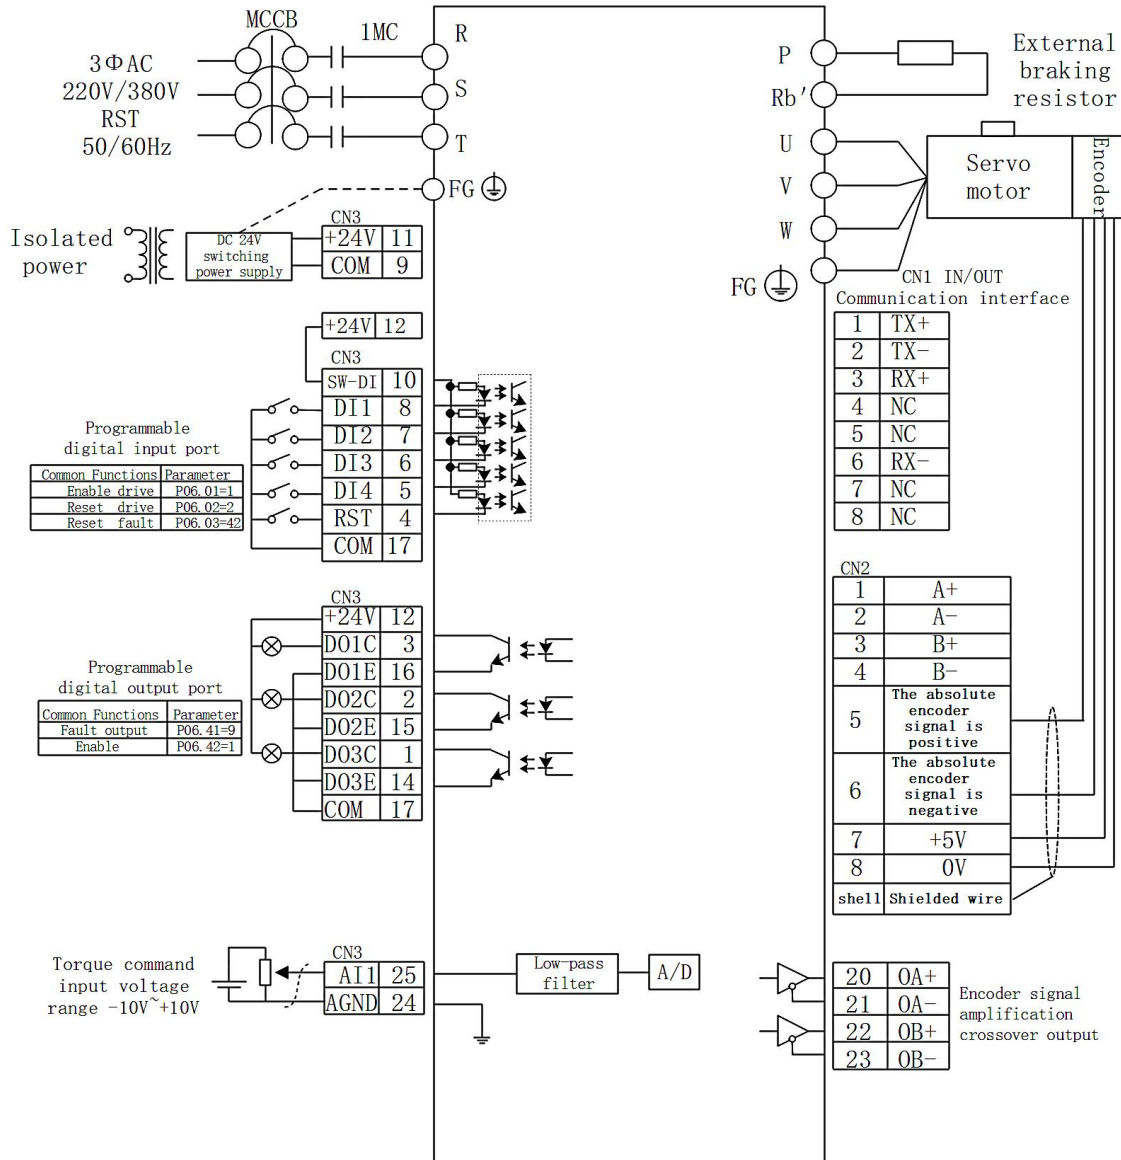 MCCB
1MC
3ΦAC
220V/380V
RST
50/60Hz
R
S
T
FG
Isolated
power
DC 24V
switching
power supply
CN3
+24V 11
COM 9
+24V 12
CN3
SW-DI 10
DI1 8
DI2 7
DI3 6
DI4 5
RST 4
COM 17
Programmable
digital input port
Common Functions Parameter
Enable drive P06.01=1
Reset drive P06.02=2
Reset fault P06.03=42
CN3
+24V 12
DO1C 3
DO1E 16
DO2C 2
DO2E 15
DO3C 1
DO3E 14
COM 17
Programmable
digital output port
Common Functions Parameter
Fault output P06.41=9
Enable P06.42=1
Torque command
input voltage
range -10V~+10V
CN3
AI1 25
AGND 24
Low-pass
filter
A/D
P
Rb'
U
V
W
FG
External
braking
resistor
Servo
motor
Encoder
CN1 IN/OUT
Communication interface
1 TX+
2 TX-
3 RX+
4 NC
5 NC
6 RX-
7 NC
8 NC
CN2
1 A+
2 A-
3 B+
4 B-
5 The absolute
encoder
signal is
positive
6 The absolute
encoder
signal is
negative
7 +5V
8 0V
shell Shielded wire
20 OA+
21 OA-
22 OB+
23 OB-
Encoder signal
amplification
crossover output